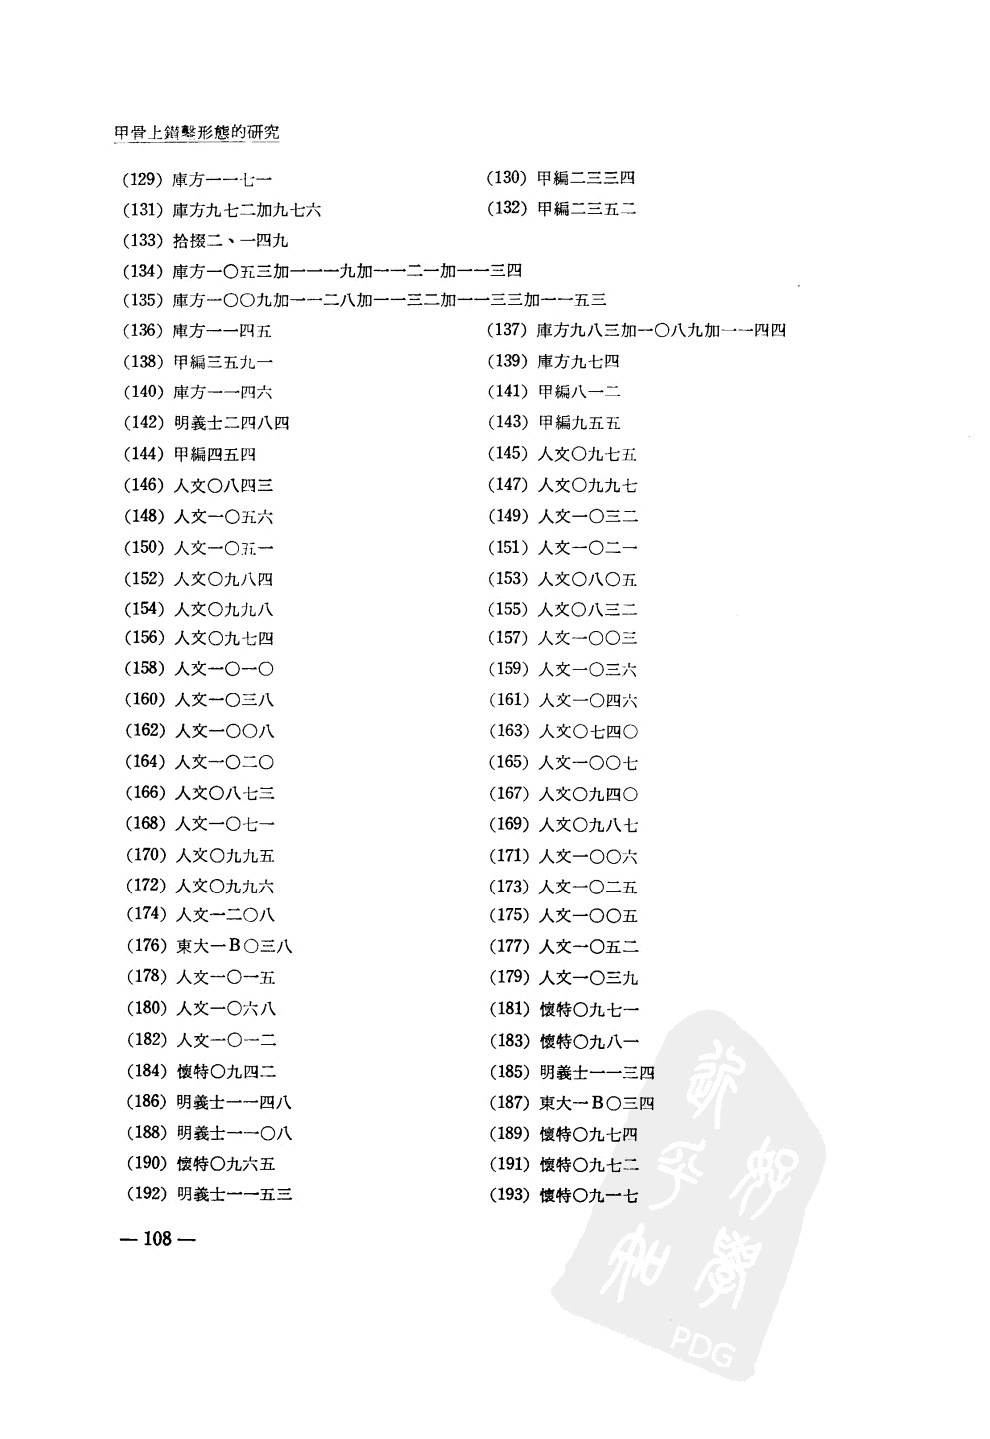 甲骨上鑽鑿形態的研究
(129) 庫方一一七一 (130) 甲編二三三四
(131) 庫方九七二加九七六 (132) 甲編二三五二
(133) 拾掇二、一四九
(134) 庫方一〇五三加一一一九加一一二一加一一三四
(135) 庫方一〇〇九加一一二八加一一三二加一一三三加一一五三
(136) 庫方一一四五 (137) 庫方九八三加一〇八九加一一四四
(138) 甲編三五九一 (139) 庫方九七四
(140) 庫方一一四六 (141) 甲編八一二
(142) 明義士二四八四 (143) 甲編九五五
(144) 甲編四五四 (145) 人文〇九七五
(146) 人文〇八四三 (147) 人文〇九九七
(148) 人文一〇五六 (149) 人文一〇三二
(150) 人文一〇五一 (151) 人文一〇二一
(152) 人文〇九八四 (153) 人文〇八〇五
(154) 人文〇九九八 (155) 人文〇八三二
(156) 人文〇九七四 (157) 人文一〇〇三
(158) 人文一〇一〇 (159) 人文一〇三六
(160) 人文一〇三八 (161) 人文一〇四六
(162) 人文一〇〇八 (163) 人文〇七四〇
(164) 人文一〇二〇 (165) 人文一〇〇七
(166) 人文〇八七三 (167) 人文〇九四〇
(168) 人文一〇七一 (169) 人文〇九八七
(170) 人文〇九九五 (171) 人文一〇〇六
(172) 人文〇九九六 (173) 人文一〇二五
(174) 人文一二〇八 (175) 人文一〇〇五
(176) 東大一B〇三八 (177) 人文一〇五二
(178) 人文一〇一五 (179) 人文一〇三九
(180) 人文一〇六八 (181) 懷特〇九七一
(182) 人文一〇一二 (183) 懷特〇九八一
(184) 懷特〇九四二 (185) 明義士一一三四
(186) 明義士一一四八 (187) 東大一B〇三四
(188) 明義士一一〇八 (189) 懷特〇九七四
(190) 懷特〇九六五 (191) 懷特〇九七二
(192) 明義士一一五三 (193) 懷特〇九一七
— 108 —
PDG